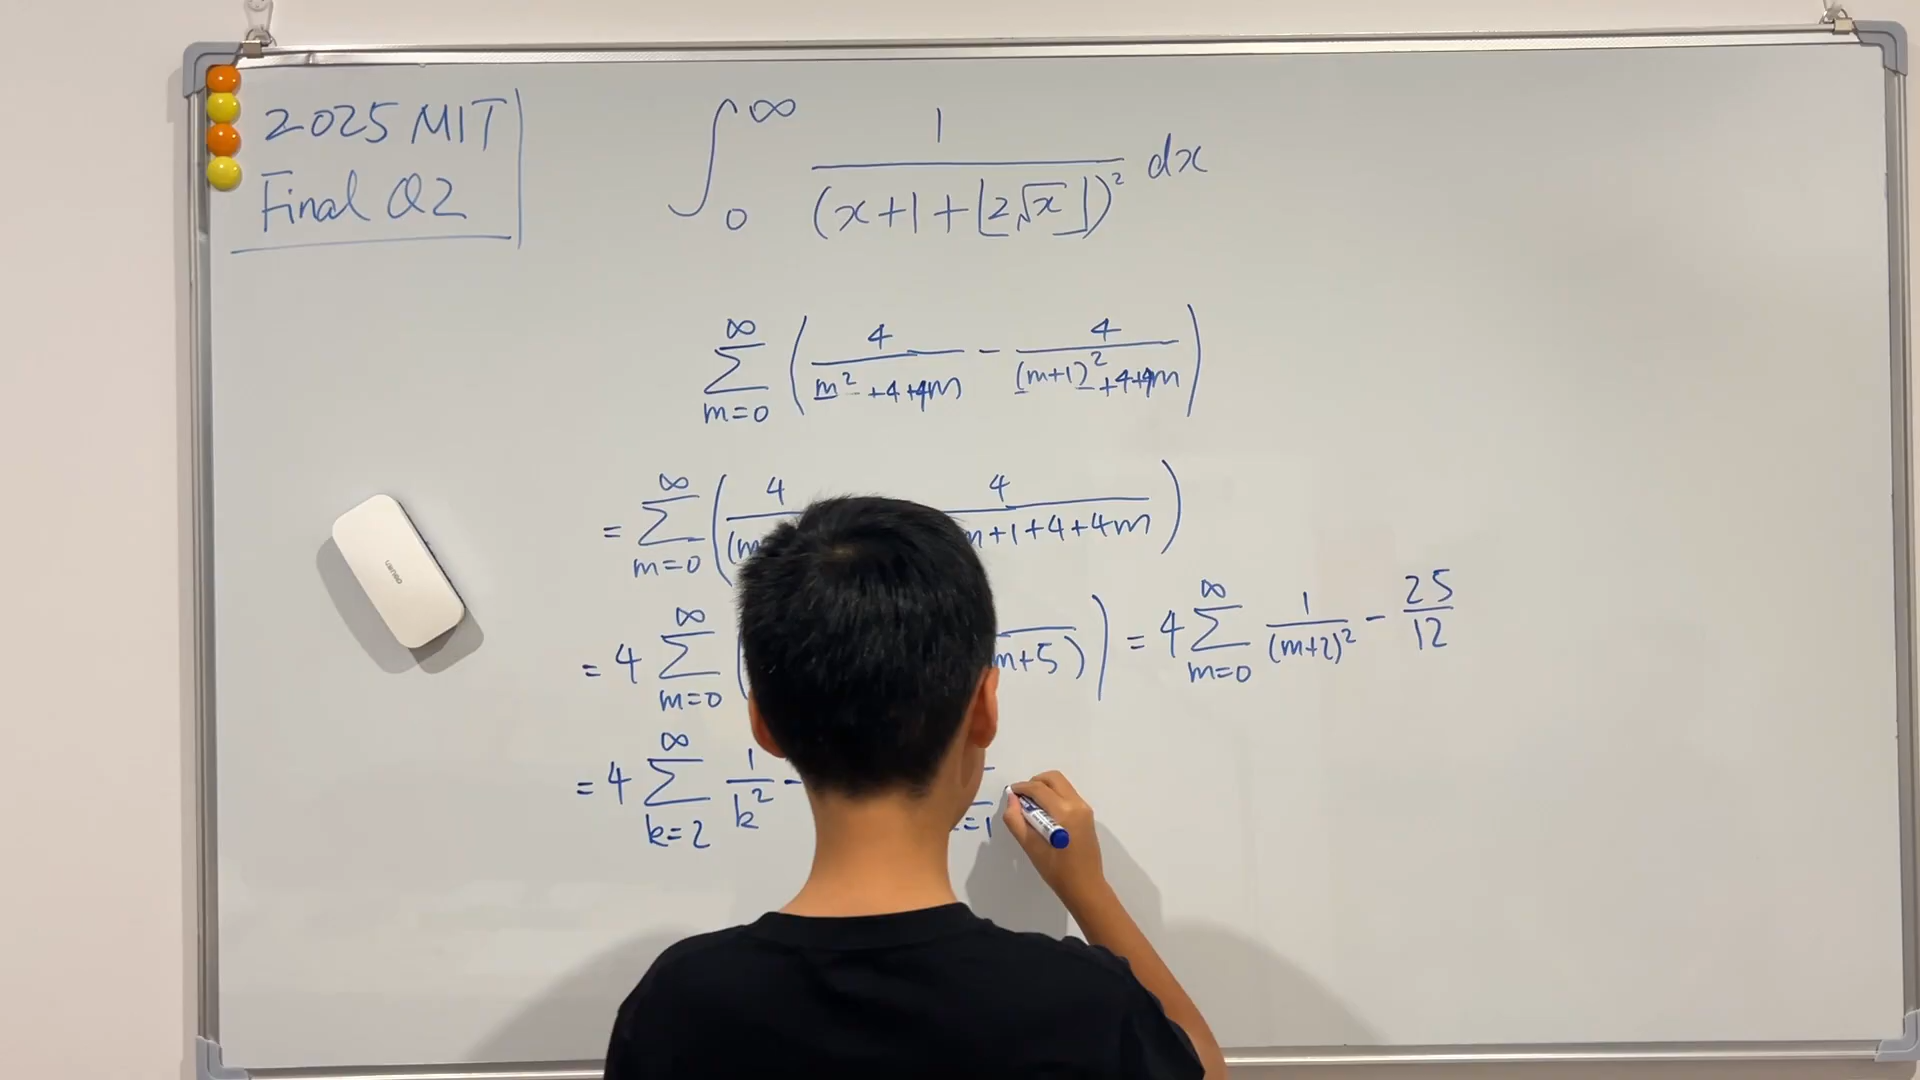 2025 MIT
Final Q2
∫₀^∞ 1/(x+1+⌊2√x⌋)² dx
∑_{m=0}^∞ (4/(m²+4+4m) − 4/((m+1)²+4+4m))
= ∑_{m=0}^∞ (4/(m 4/ m+1+4+4m)
= 4 ∑_{m=0}^∞ ( m+5)) = 4 ∑_{m=0}^∞ 1/(m+2)² − 25/12
= 4 ∑_{k=2}^∞ 1/k² − =1